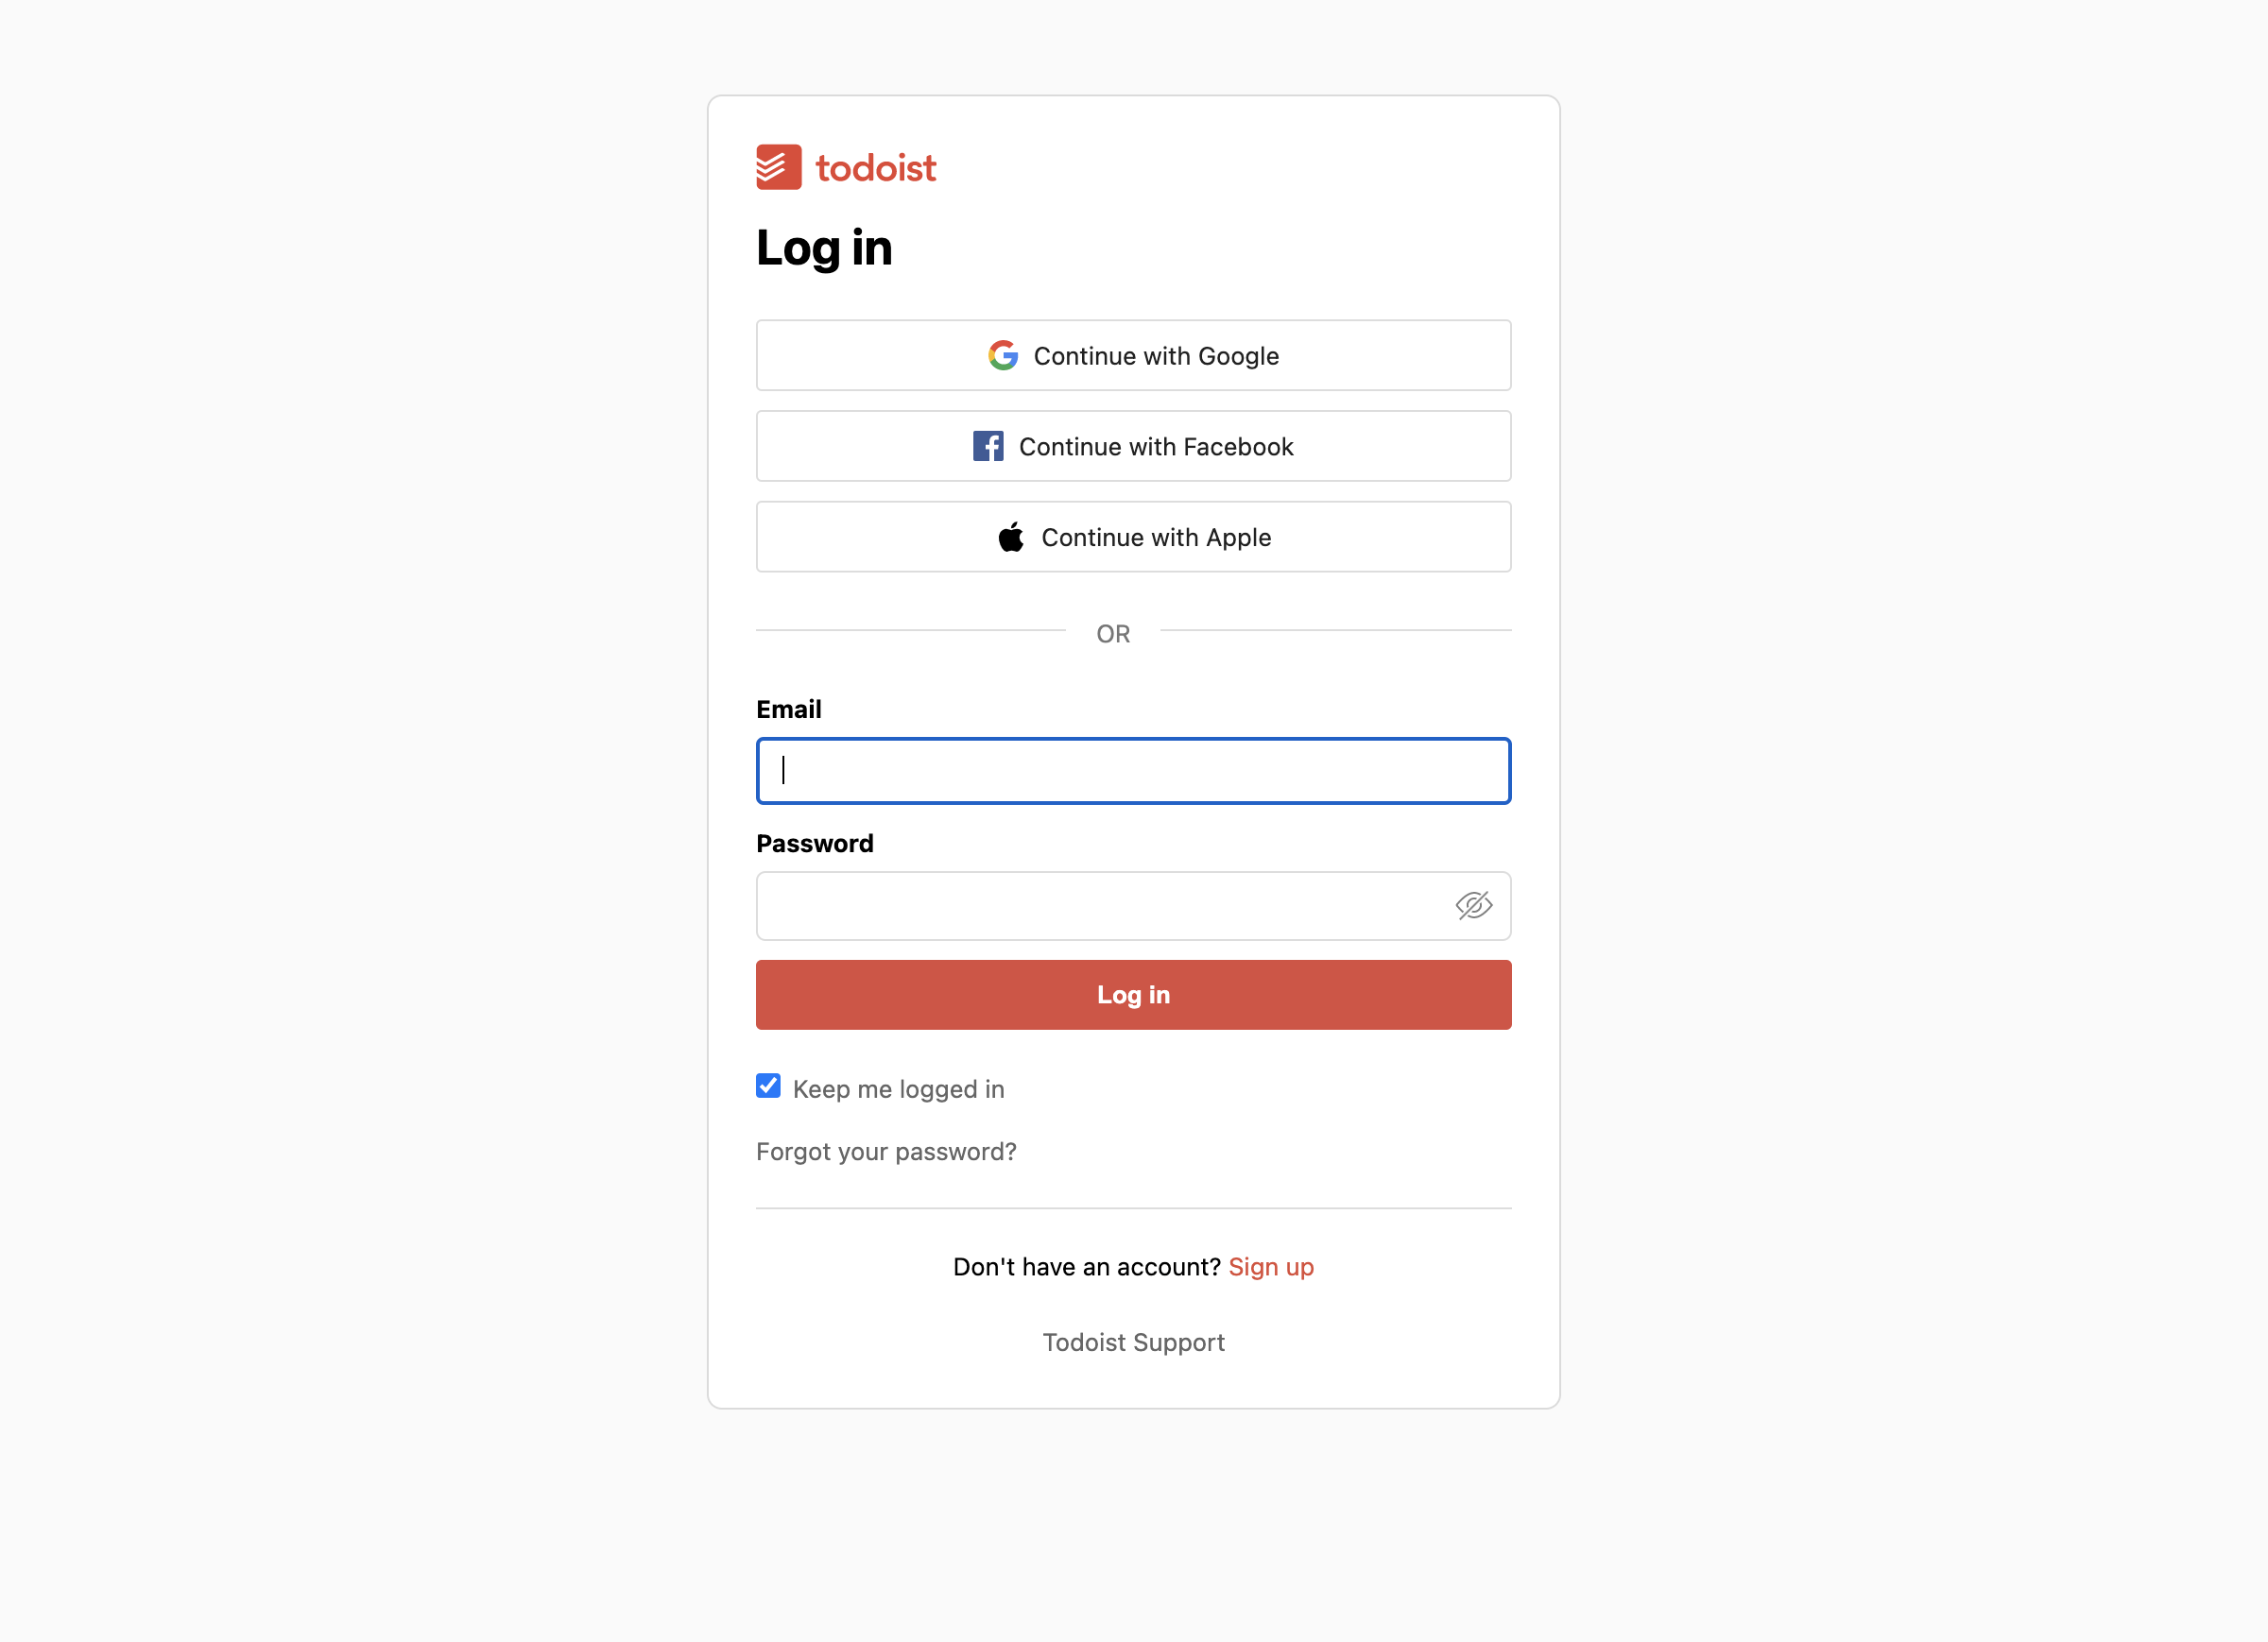 todoist
Log in
Continue with Google
Continue with Facebook
Continue with Apple
OR
Email
Password
Log in
Keep me logged in
Forgot your password?
Don't have an account? Sign up
Todoist Support